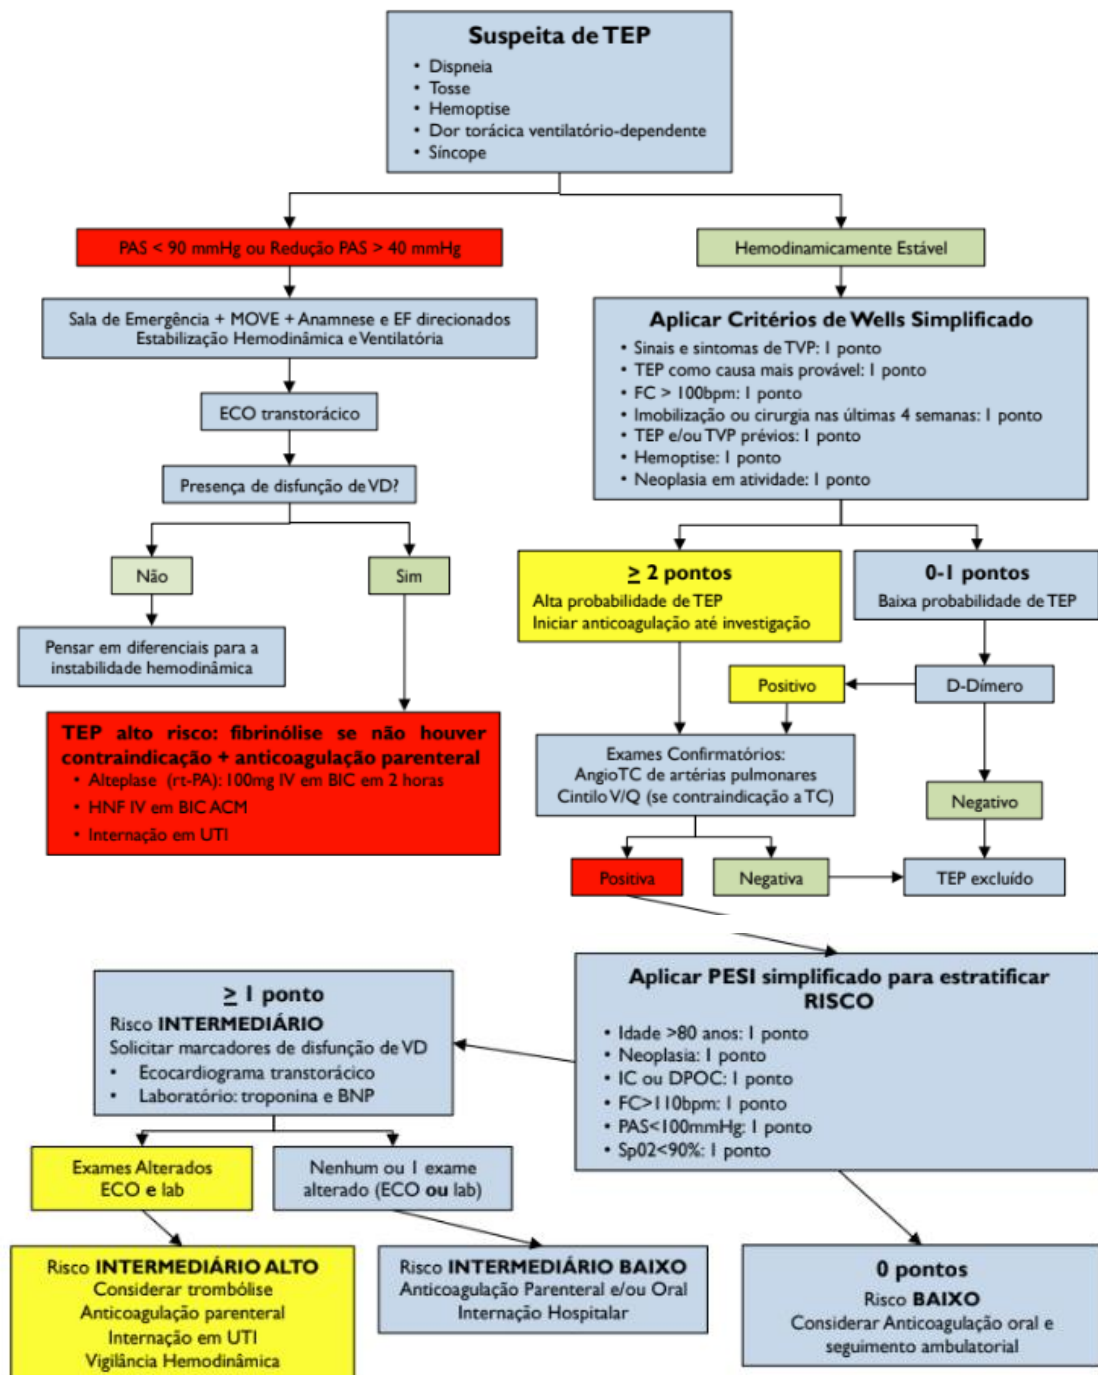 Suspeita de TEP
• Dispneia
• Tosse
• Hemoptise
• Dor torácica ventilatório-dependente
• Síncope
PAS < 90 mmHg ou Redução PAS > 40 mmHg
Hemodinamicamente Estável
Sala de Emergência + MOVE + Anamnese e EF direcionados
Estabilização Hemodinâmica e Ventilatória
ECO transtorácico
Presença de disfunção de VD?
Não
Sim
Pensar em diferenciais para a
instabilidade hemodinâmica
TEP alto risco: fibrinólise se não houver
contraindicação + anticoagulação parenteral
• Alteplase (rt-PA): 100mg IV em BIC em 2 horas
• HNF IV em BIC ACM
• Internação em UTI
Aplicar Critérios de Wells Simplificado
• Sinais e sintomas de TVP: 1 ponto
• TEP como causa mais provável: 1 ponto
• FC > 100bpm: 1 ponto
• Imobilização ou cirurgia nas últimas 4 semanas: 1 ponto
• TEP e/ou TVP prévios: 1 ponto
• Hemoptise: 1 ponto
• Neoplasia em atividade: 1 ponto
≥ 2 pontos
Alta probabilidade de TEP
Iniciar anticoagulação até investigação
0-1 pontos
Baixa probabilidade de TEP
Positivo
D-Dímero
Exames Confirmatórios:
AngioTC de artérias pulmonares
Cintilo V/Q (se contraindicação a TC)
Negativo
Positiva
Negativa
TEP excluído
Aplicar PESI simplificado para estratificar
RISCO
• Idade >80 anos: 1 ponto
• Neoplasia: 1 ponto
• IC ou DPOC: 1 ponto
• FC>110bpm: 1 ponto
• PAS<100mmHg: 1 ponto
• Sp02<90%: 1 ponto
≥ 1 ponto
Risco INTERMEDIÁRIO
Solicitar marcadores de disfunção de VD
• Ecocardiograma transtorácico
• Laboratório: troponina e BNP
Exames Alterados
ECO e lab
Nenhum ou 1 exame
alterado (ECO ou lab)
Risco INTERMEDIÁRIO ALTO
Considerar trombólise
Anticoagulação parenteral
Internação em UTI
Vigilância Hemodinâmica
Risco INTERMEDIÁRIO BAIXO
Anticoagulação Parenteral e/ou Oral
Internação Hospitalar
0 pontos
Risco BAIXO
Considerar Anticoagulação oral e
seguimento ambulatorial